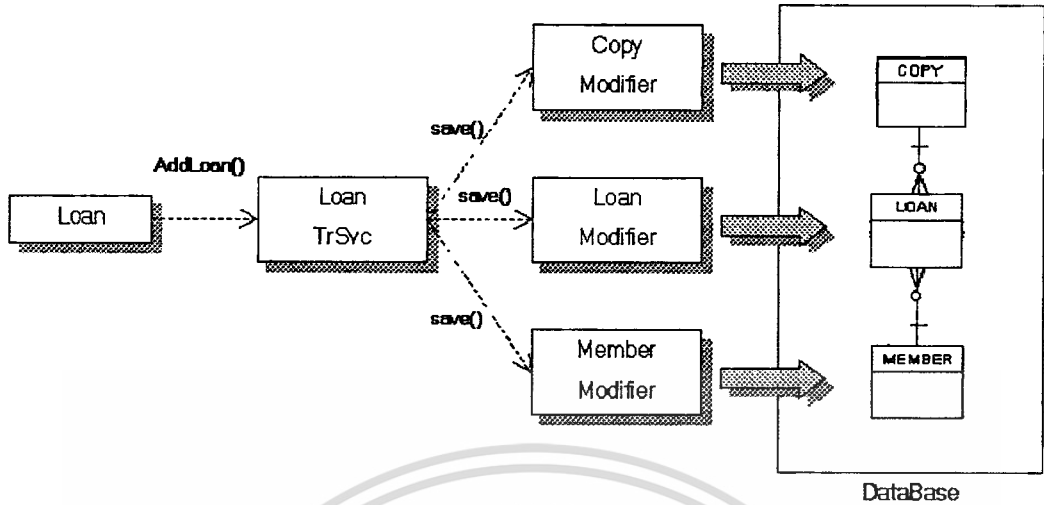 Loan
AddLoan()
Loan
TrSvc
save()
save()
save()
Copy
Modifier
Loan
Modifier
Member
Modifier
COPY
LOAN
MEMBER
DataBase